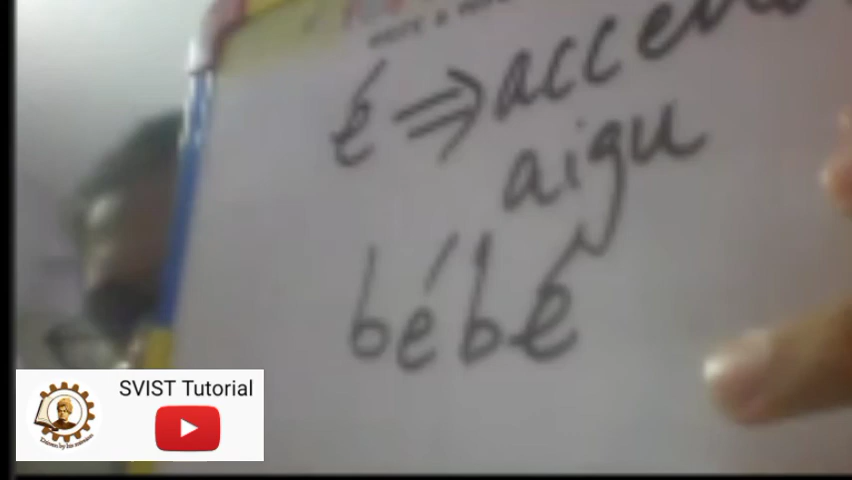 é ⇒ accent
aigu
bébé
SVIST Tutorial